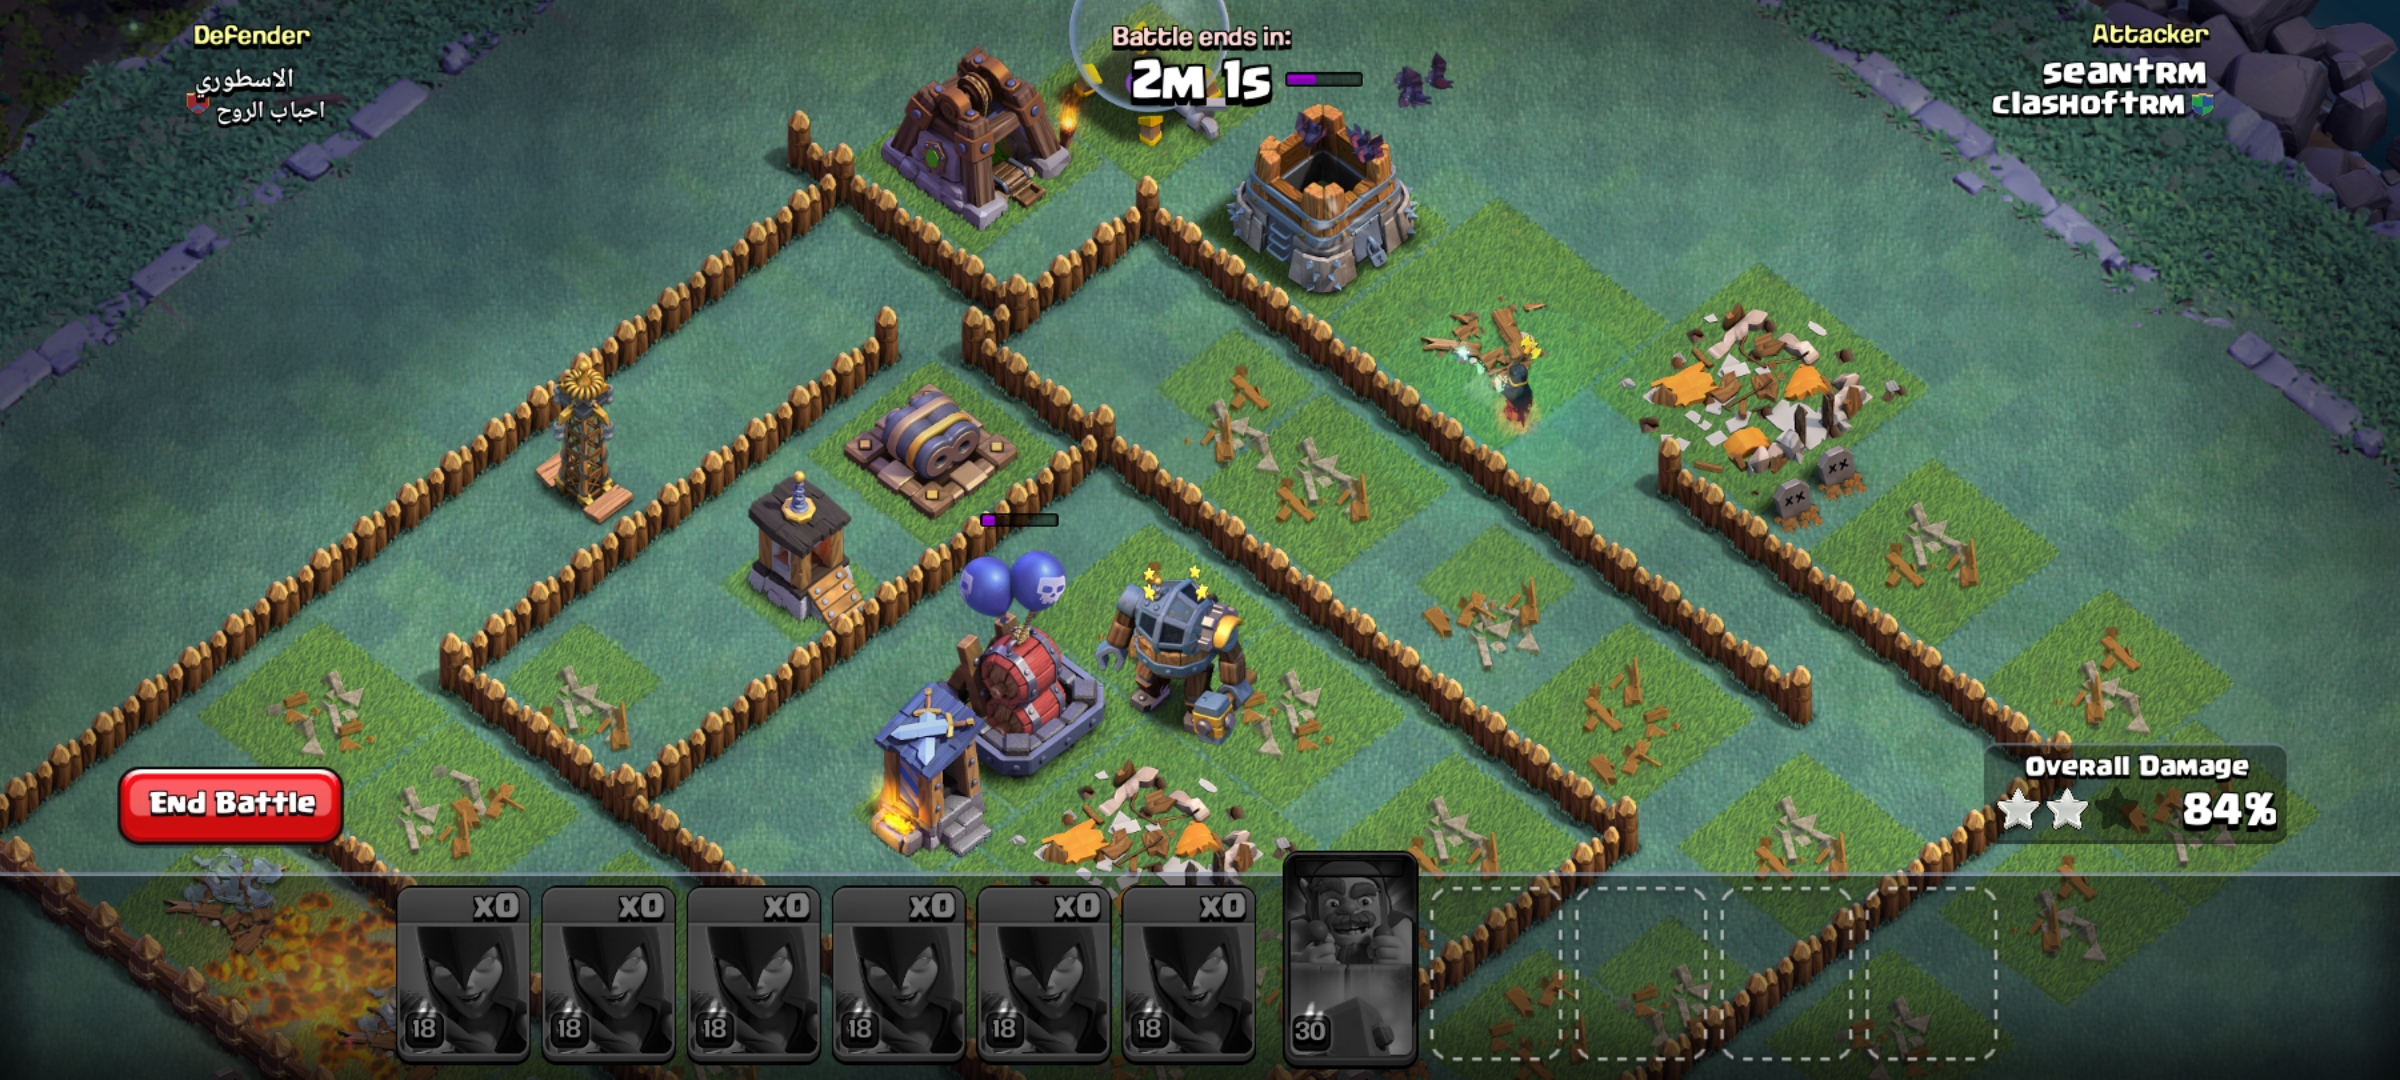 Defender
الاسطوري
احباب الروح
Battle ends in:
2M 1s
Attacker
seantRM
clashoftRM
End Battle
Overall Damage
84%
x0
x0
x0
x0
x0
x0
18
18
18
18
18
18
30